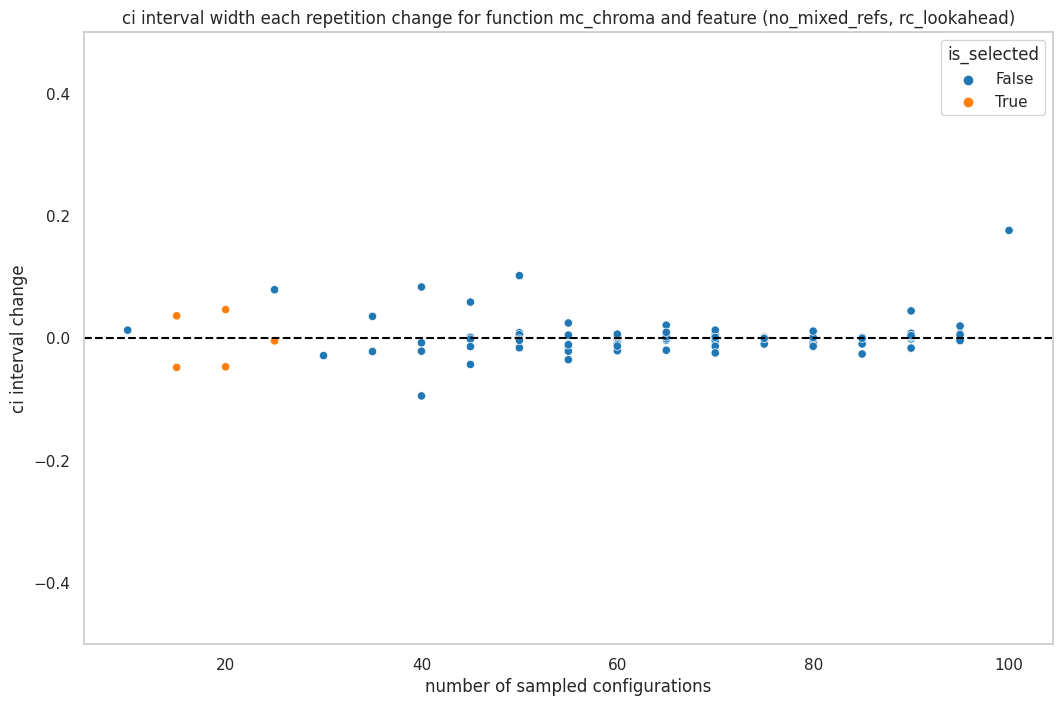 ci interval width each repetition change for function mc_chroma and feature (no_mixed_refs, rc_lookahead)
is_selected
False
True
ci interval change
0.4
0.2
0.0
−0.2
−0.4
20
40
60
80
100
number of sampled configurations